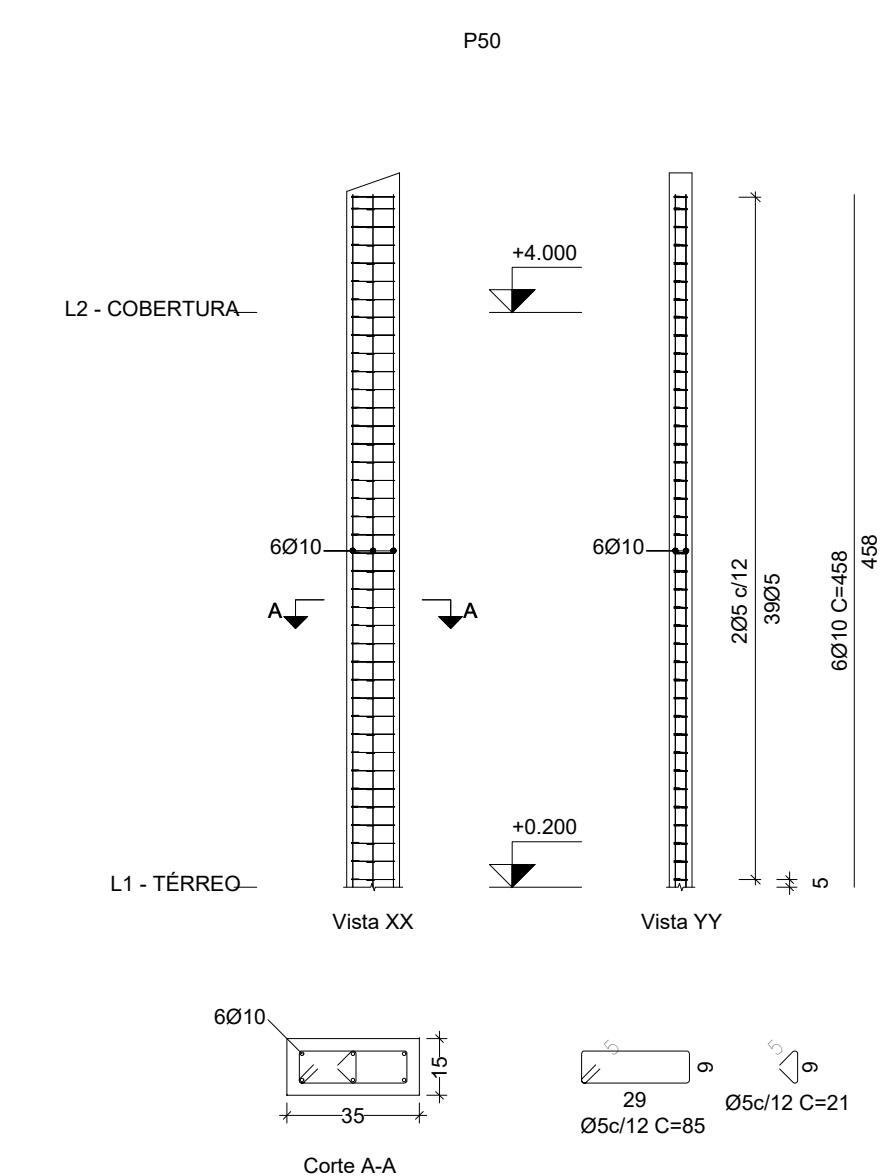 P50
+4.000
L2 - COBERTURA
6Ø10
6Ø10
2Ø5 c/12
39Ø5
6Ø10 C=458
458
A
A
+0.200
L1 - TÉRREO
5
Vista XX
Vista YY
6Ø10
15
35
Corte A-A
5
9
29
Ø5c/12 C=85
5
9
Ø5c/12 C=21